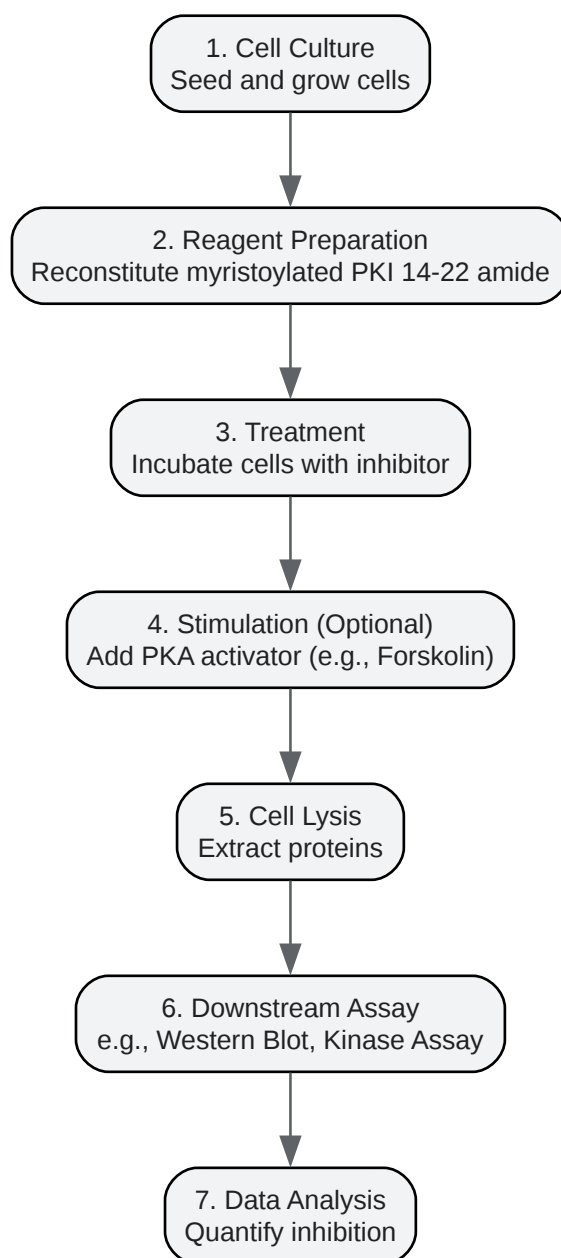 1. Cell Culture
Seed and grow cells
2. Reagent Preparation
Reconstitute myristoylated PKI 14-22 amide
3. Treatment
Incubate cells with inhibitor
4. Stimulation (Optional)
Add PKA activator (e.g., Forskolin)
5. Cell Lysis
Extract proteins
6. Downstream Assay
e.g., Western Blot, Kinase Assay
7. Data Analysis
Quantify inhibition